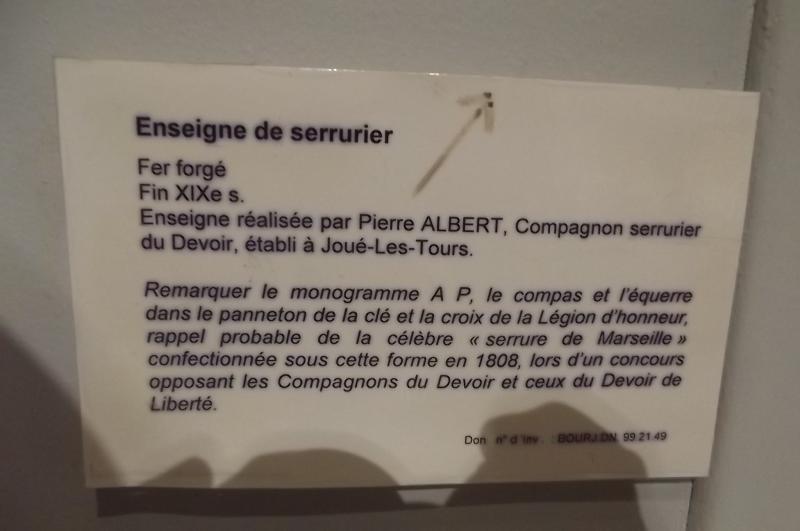 Enseigne de serrurier
Fer forgé
Fin XIXe s.
Enseigne réalisée par Pierre ALBERT, Compagnon serrurier
du Devoir, établi à Joué-Les-Tours.
Remarquer le monogramme A P, le compas et l'équerre
dans le panneton de la clé et la croix de la Légion d'honneur,
rappel probable de la célèbre « serrure de Marseille »
confectionnée sous cette forme en 1808, lors d'un concours
opposant les Compagnons du Devoir et ceux du Devoir de
Liberté.
Don n° d'inv. : BOURJ.DN. 99.21.49